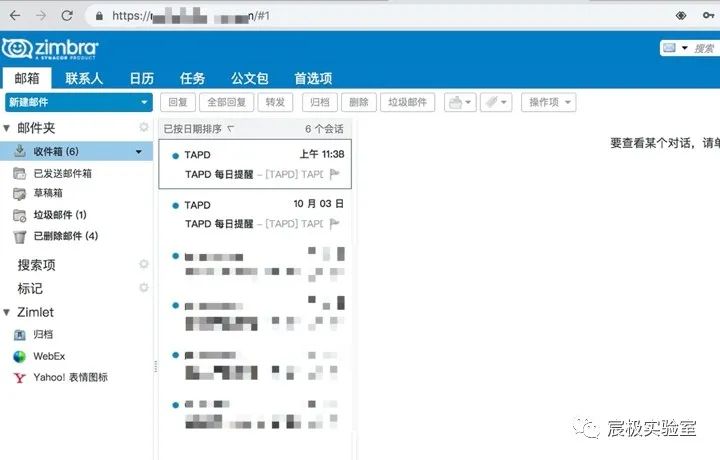 https://
m/#1
zimbra
A SYNACOR PRODUCT
搜索
邮箱 联系人 日历 任务 公文包 首选项
新建邮件 回复 全部回复 转发 归档 删除 垃圾邮件 操作项
邮件夹
已按日期排序 6 个会话
要查看某个对话，请单
收件箱 (6)
TAPD 上午 11:38
TAPD 每日提醒 – [TAPD] TAPD
已发送邮件箱
草稿箱
TAPD 10 月 03 日
垃圾邮件 (1)
TAPD 每日提醒 – [TAPD] TAPD
已删除邮件 (4)
搜索项
标记
Zimlet
归档
WebEx
Yahoo! 表情图标
宸极实验室